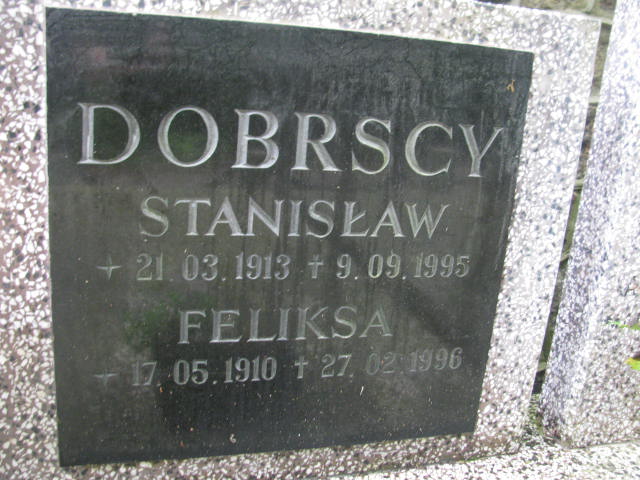 DOBRSCY
STANISŁAW
+ 21.03.1913 † 9.09.1995
FELIKSA
+ 17.05.1910 † 27.02.1996